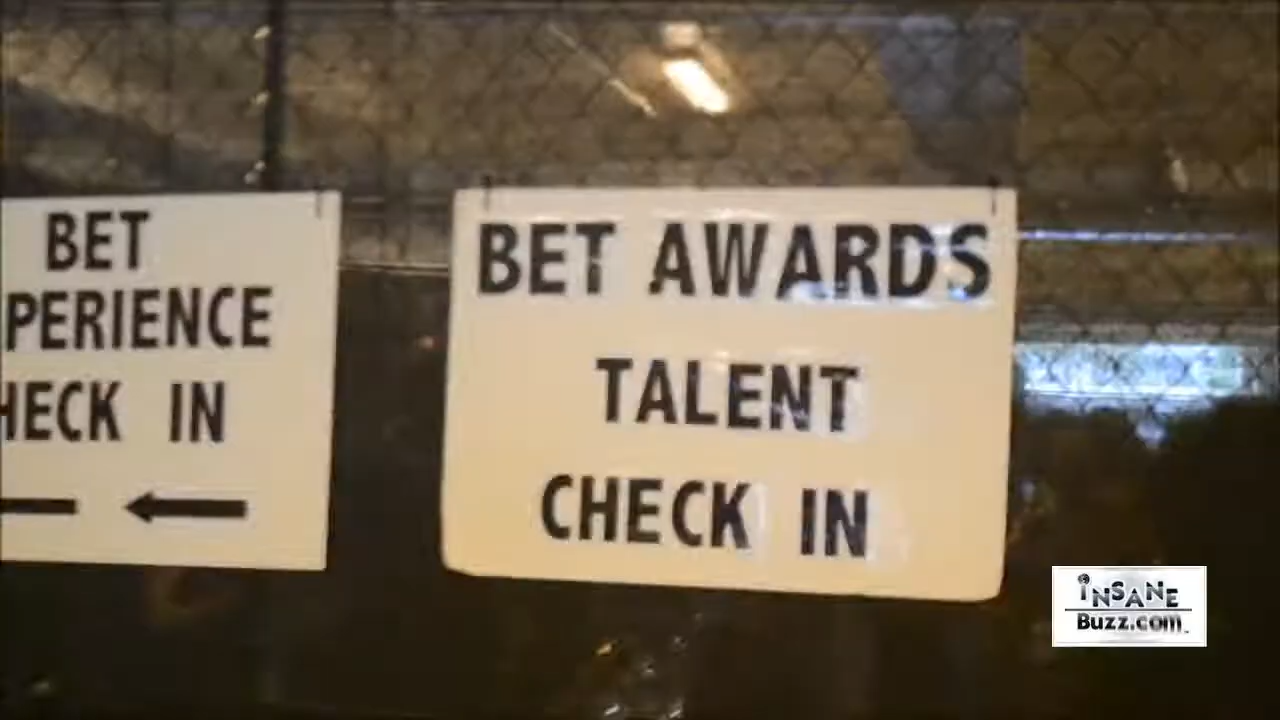 BET
PERIENCE
HECK IN
BET AWARDS
TALENT
CHECK IN
iNSANE
Buzz.com